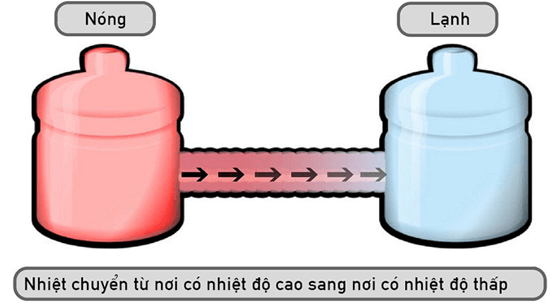 Nóng
Lạnh
Nhiệt chuyển từ nơi có nhiệt độ cao sang nơi có nhiệt độ thấp